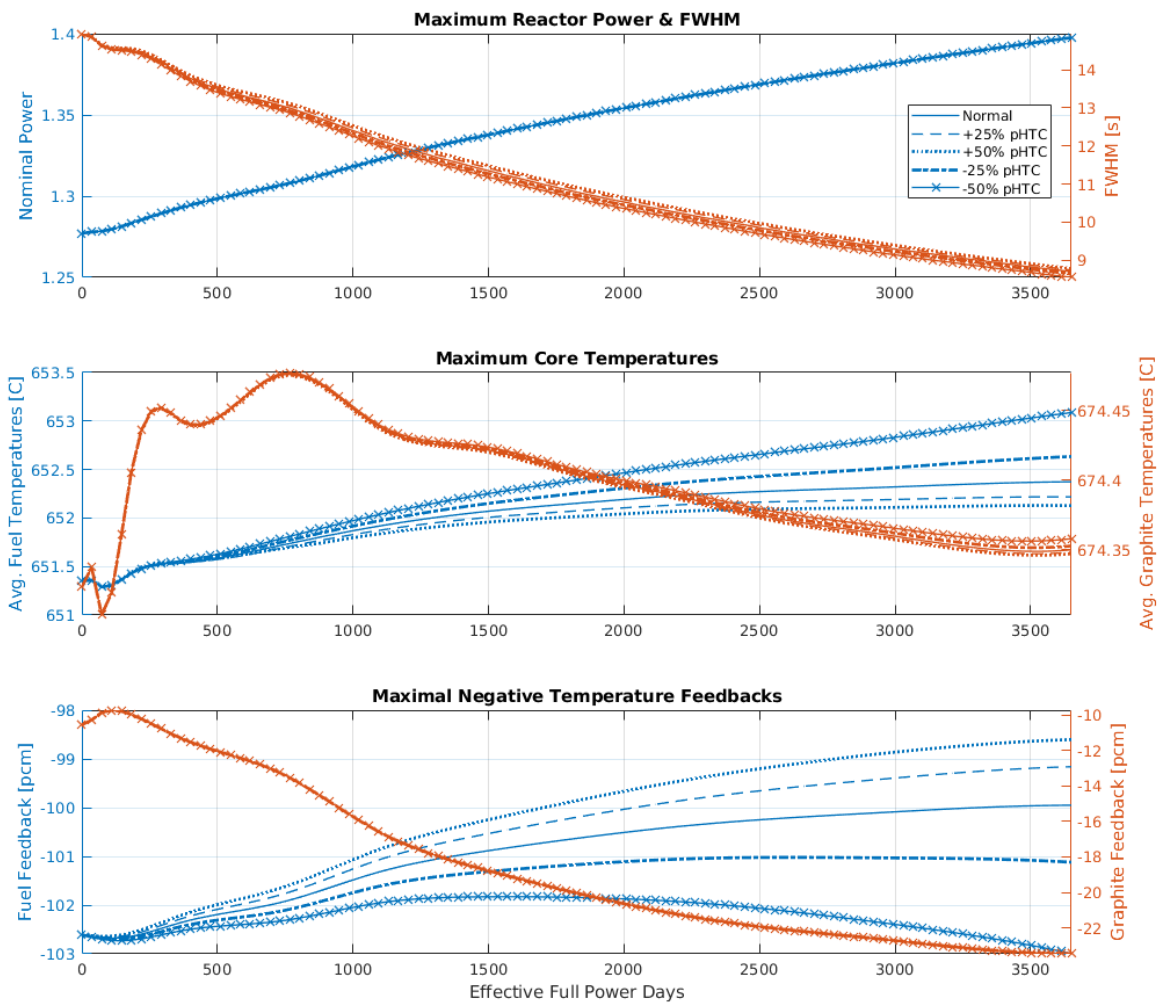 Maximum Reactor Power & FWHM
1.4
1.35
1.3
1.25
Nominal Power
14
13
12
11
10
9
FWHM [s]
Normal
+25% pHTC
+50% pHTC
-25% pHTC
-50% pHTC
0 500 1000 1500 2000 2500 3000 3500
Maximum Core Temperatures
653.5
653
652.5
652
651.5
651
Avg. Fuel Temperatures [C]
674.45
674.4
674.35
Avg. Graphite Temperatures [C]
0 500 1000 1500 2000 2500 3000 3500
Maximal Negative Temperature Feedbacks
-98
-99
-100
-101
-102
-103
Fuel Feedback [pcm]
-10
-12
-14
-16
-18
-20
-22
Graphite Feedback [pcm]
0 500 1000 1500 2000 2500 3000 3500
Effective Full Power Days